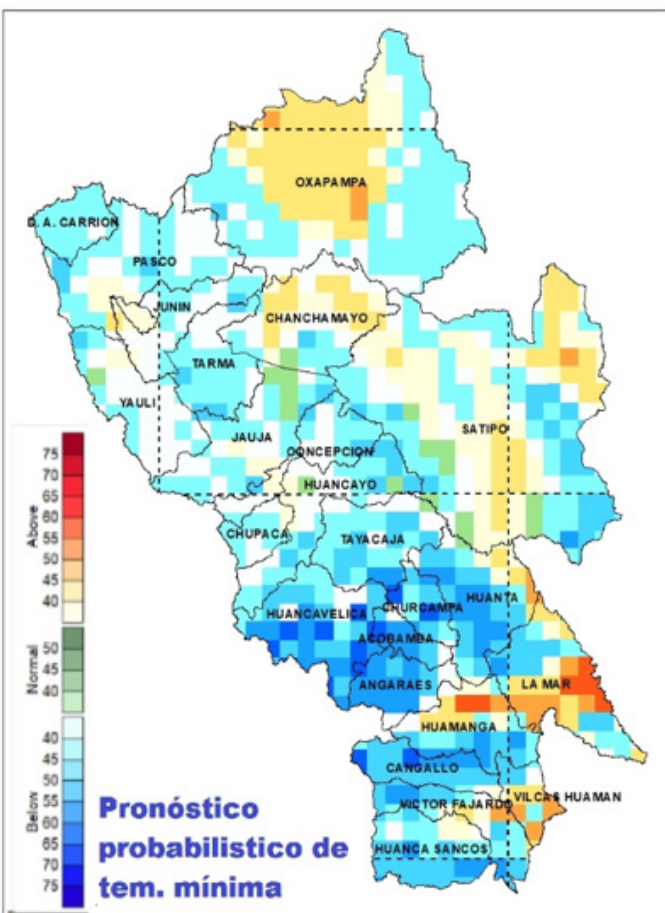 OXAPAMPA
D. A. CARRION
PASCO
JUNIN
CHANCHAMAYO
TARMA
YAULI
SATIPO
JAUJA
CONCEPCION
HUANCAYO
CHUPACA
TAYACAJA
HUANTA
CHURCAMPA
HUANCAVELICA
ACOBAMBA
ANGARAES
LA MAR
HUAMANGA
CANGALLO
VILCAS HUAMAN
VICTOR FAJARDO
HUANCA SANCOS
Above
75
70
65
60
55
50
45
40
Normal
50
45
40
Below
40
45
50
55
60
65
70
75
Pronóstico
probabilistico de
tem. mínima